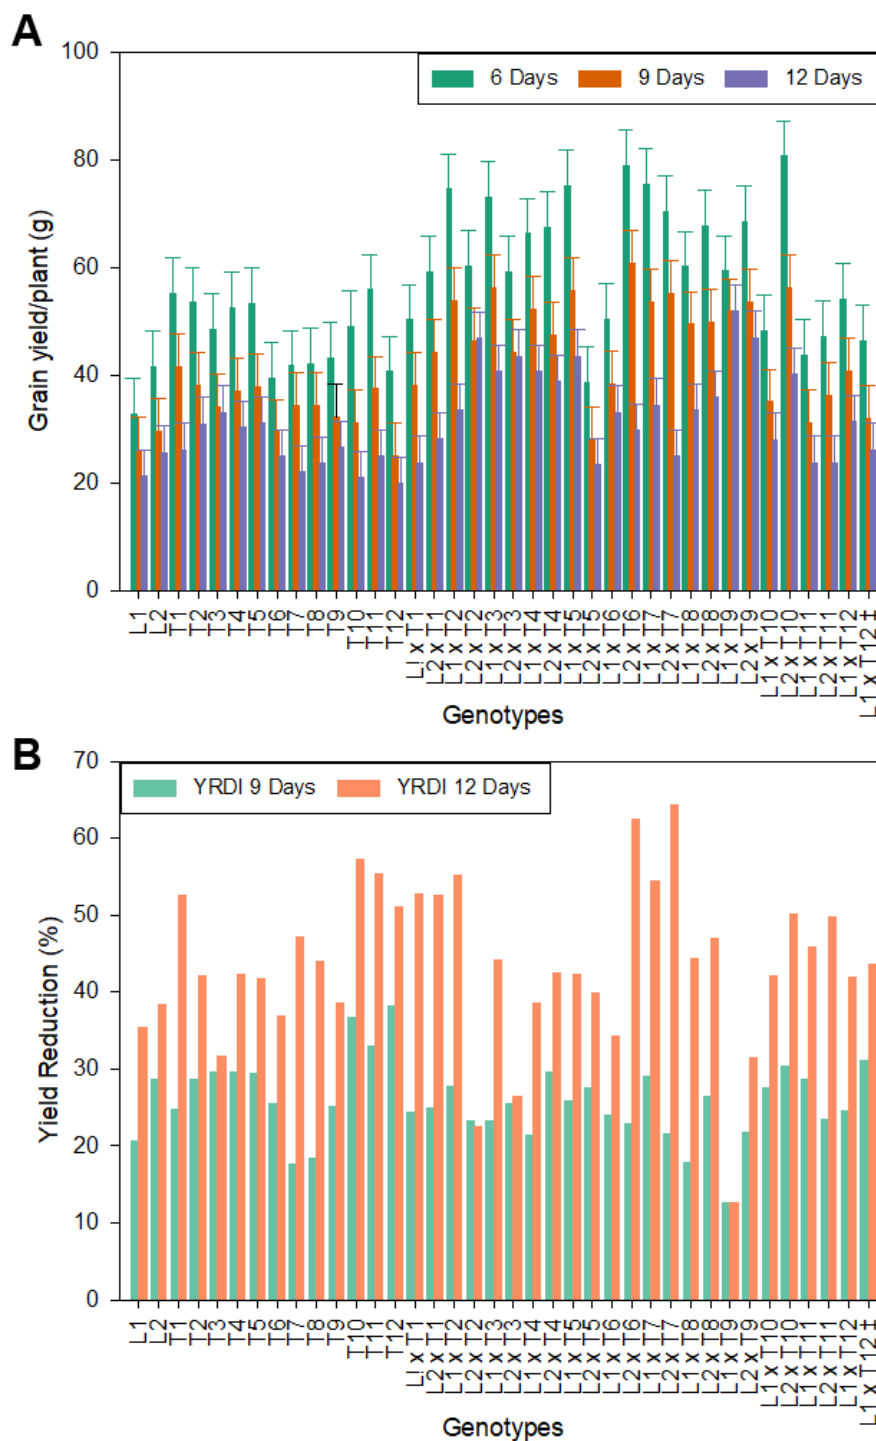 A
100
80
60
40
20
0
Grain yield/plant (g)
6 Days 9 Days 12 Days
L1 L2 T1 T2 T3 T4 T5 T6 T7 T8 T9 T10 T11 T12 L! x T1 L2 x T1 L1 x T2 L2 x T2 L1 x T3 L2 x T3 L1 x T4 L2 x T4 L1 x T5 L2 x T5 L1 x T6 L2 x T6 L1 x T7 L2 x T7 L1 x T8 L2 x T8 L1 x T9 L2 x T9 L1 x T10 L2 x T10 L1 x T11 L2 x T11 L1 x T12 L1 x T12 ±
Genotypes
B
70
60
50
40
30
20
10
0
Yield Reduction (%)
YRDI 9 Days YRDI 12 Days
L1 L2 T1 T2 T3 T4 T5 T6 T7 T8 T9 T10 T11 T12 L! x T1 L2 x T1 L1 x T2 L2 x T2 L1 x T3 L2 x T3 L1 x T4 L2 x T4 L1 x T5 L2 x T5 L1 x T6 L2 x T6 L1 x T7 L2 x T7 L1 x T8 L2 x T8 L1 x T9 L2 x T9 L1 x T10 L2 x T10 L1 x T11 L2 x T11 L1 x T12 L1 x T12 ±
Genotypes